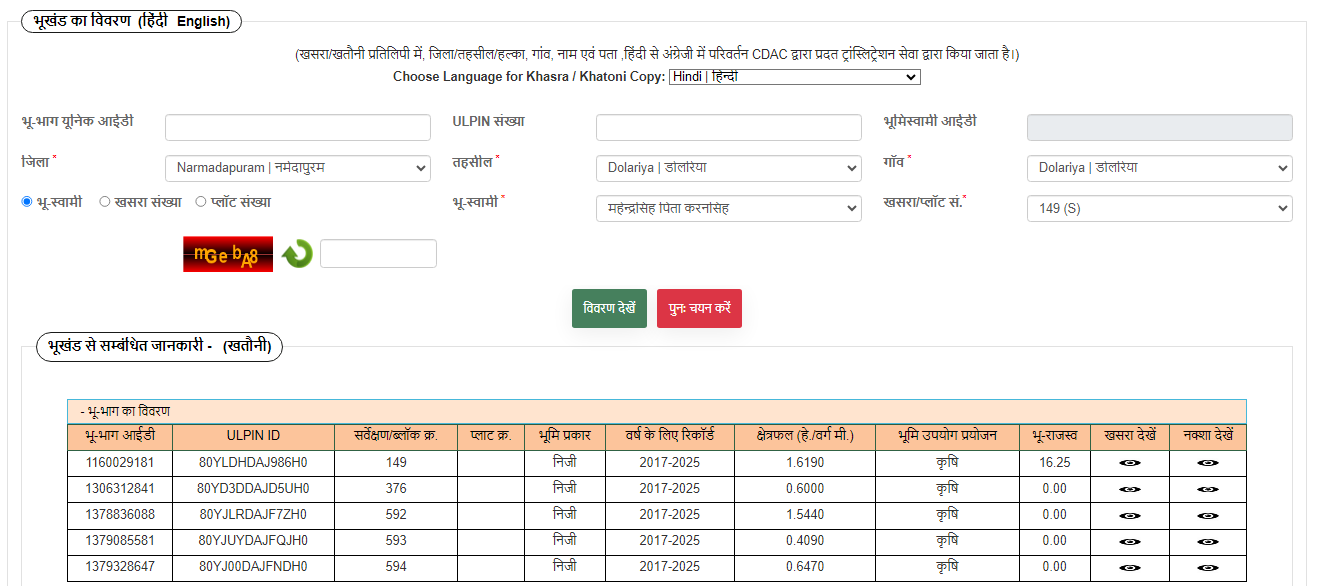 भूखंड का विवरण (हिंदी English)
(खसरा/खतौनी प्रतिलिपी में, जिला/तहसील/हल्का, गांव, नाम एवं पता ,हिंदी से अंग्रेजी में परिवर्तन CDAC द्वारा प्रदत ट्रांस्लिट्रेशन सेवा द्वारा किया जाता है।)
Choose Language for Khasra / Khatoni Copy: Hindi | हिन्दी
भू-भाग यूनिक आईडी ULPIN संख्या भूमिस्वामी आईडी
जिला * Narmadapuram | नर्मदापुरम तहसील * Dolariya | डोलरिया गाँव * Dolariya | डोलरिया
भू-स्वामी खसरा संख्या प्लॉट संख्या भू-स्वामी * महेन्द्रसिंह पिता करनसिंह खसरा/प्लॉट सं.* 149 (S)
mGe bA8
विवरण देखें पुनः चयन करें
भूखंड से सम्बंधित जानकारी - (खतौनी)
- भू-भाग का विवरण
भू-भाग आईडी ULPIN ID सर्वेक्षण/ब्लॉक क्र. प्लाट क्र. भूमि प्रकार वर्ष के लिए रिकॉर्ड क्षेत्रफल (हे./वर्ग मी.) भूमि उपयोग प्रयोजन भू-राजस्व खसरा देखें नक्शा देखें
1160029181 80YLDHDAJ986H0 149 निजी 2017-2025 1.6190 कृषि 16.25
1306312841 80YD3DDAJD5UH0 376 निजी 2017-2025 0.6000 कृषि 0.00
1378836088 80YJLRDAJF7ZH0 592 निजी 2017-2025 1.5440 कृषि 0.00
1379085581 80YJUYDAJFQJH0 593 निजी 2017-2025 0.4090 कृषि 0.00
1379328647 80YJ00DAJFNDH0 594 निजी 2017-2025 0.6470 कृषि 0.00